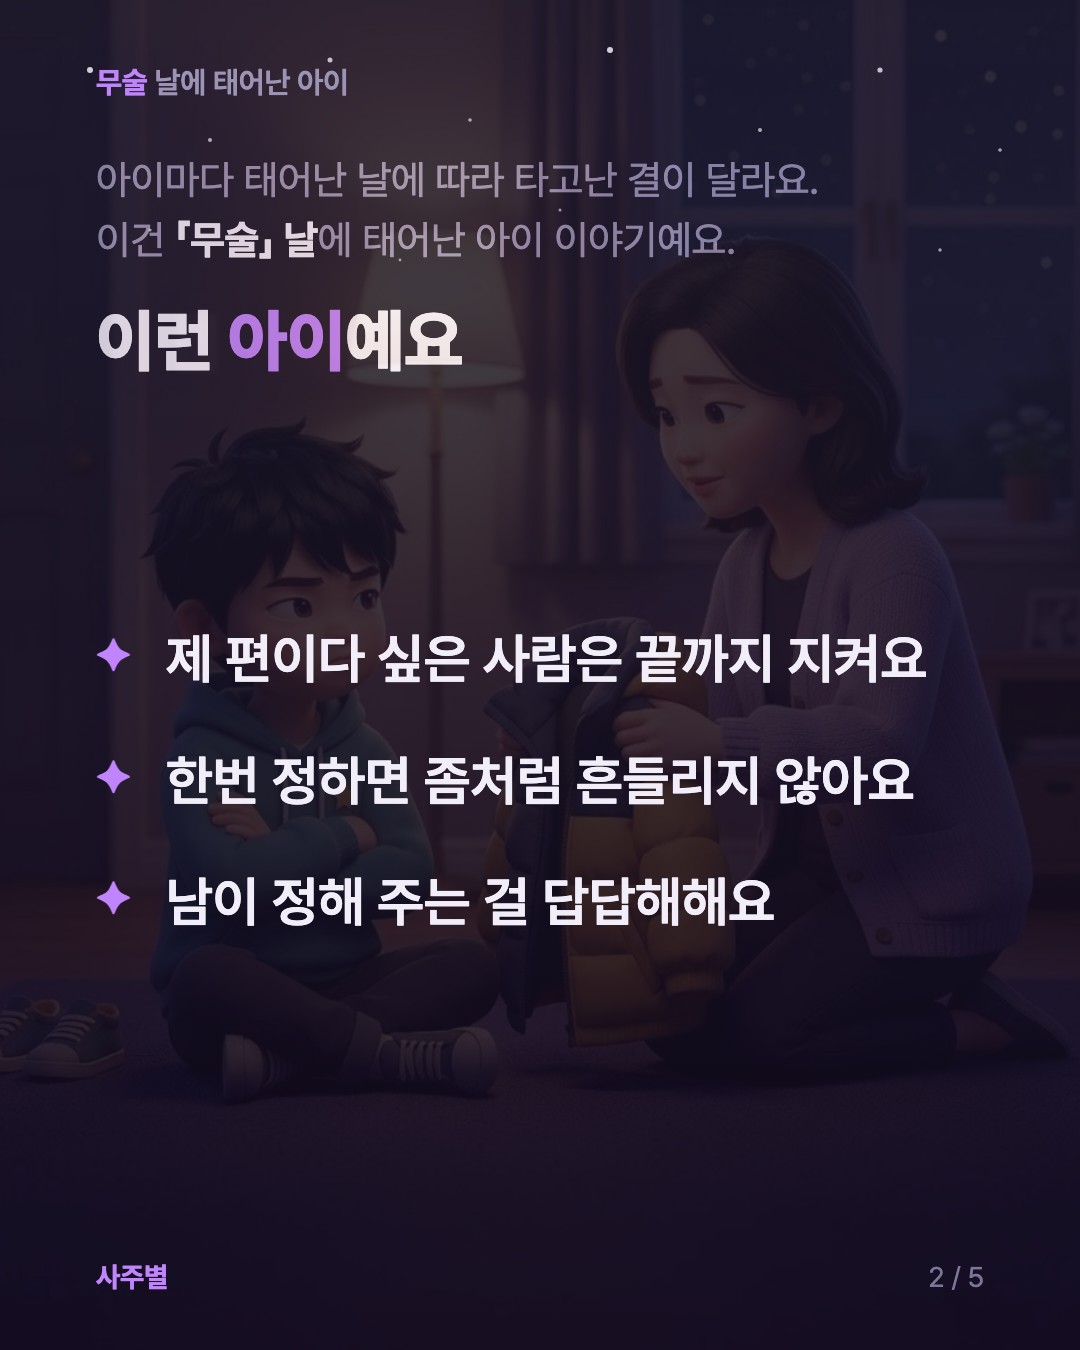 무술 날에 태어난 아이
아이마다 태어난 날에 따라 타고난 결이 달라요.
이건 「무술」 날에 태어난 아이 이야기예요.
이런 아이예요
제 편이다 싶은 사람은 끝까지 지켜요
한번 정하면 좀처럼 흔들리지 않아요
남이 정해 주는 걸 답답해해요
사주별
2 / 5